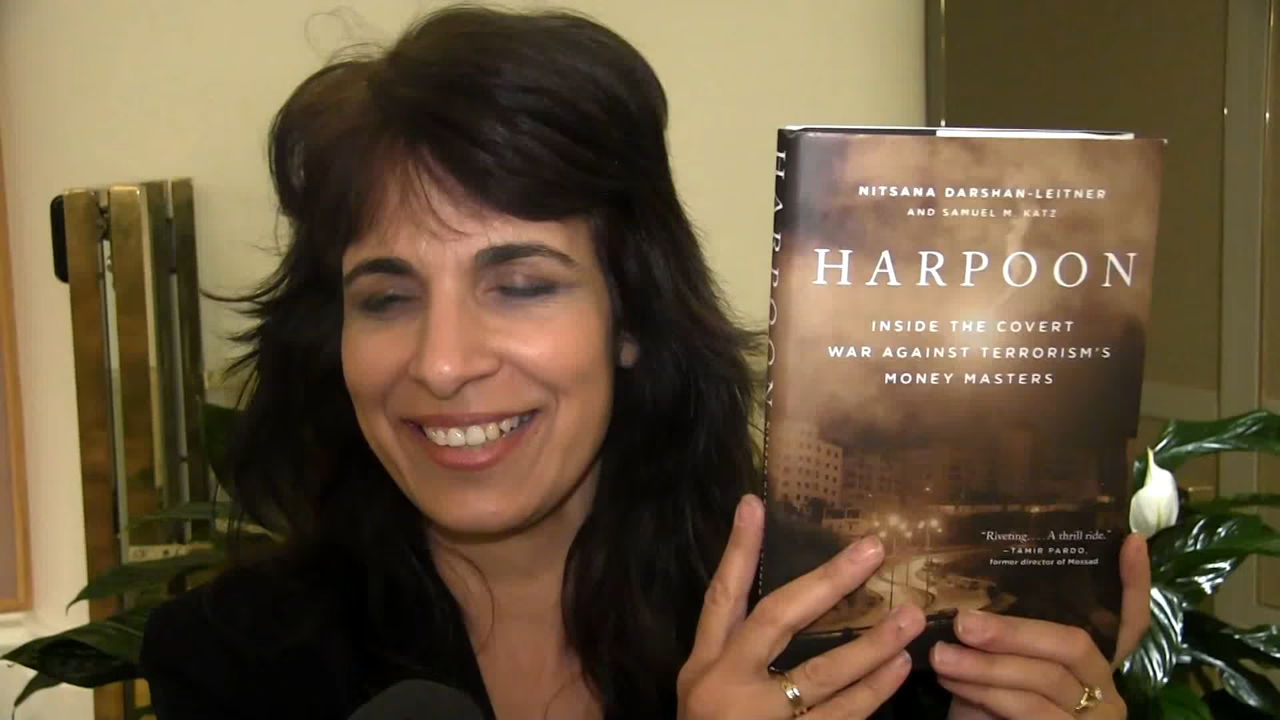 HARPOON
NITSANA DARSHAN-LEITNER
AND SAMUEL M. KATZ
HARPOON
INSIDE THE COVERT
WAR AGAINST TERRORISM'S
MONEY MASTERS
"Riveting.... A thrill ride."
—TAMIR PARDO,
former director of Mossad